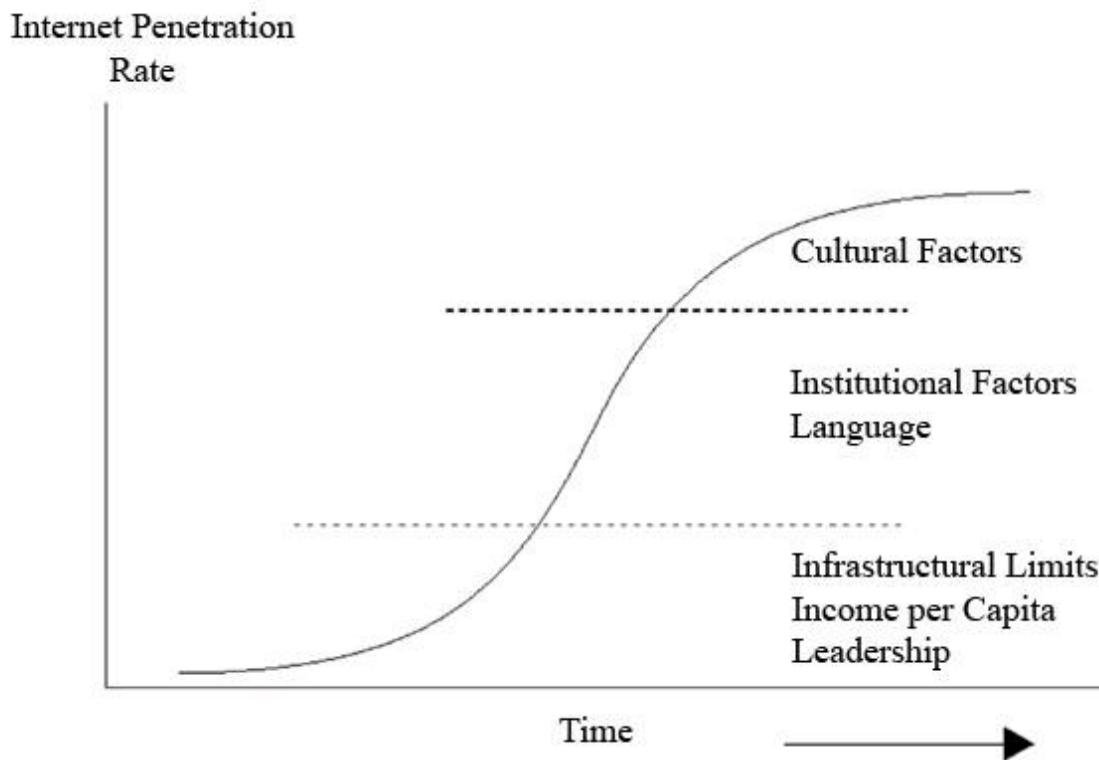 Internet Penetration
Rate
Cultural Factors
Institutional Factors
Language
Infrastructural Limits
Income per Capita
Leadership
Time